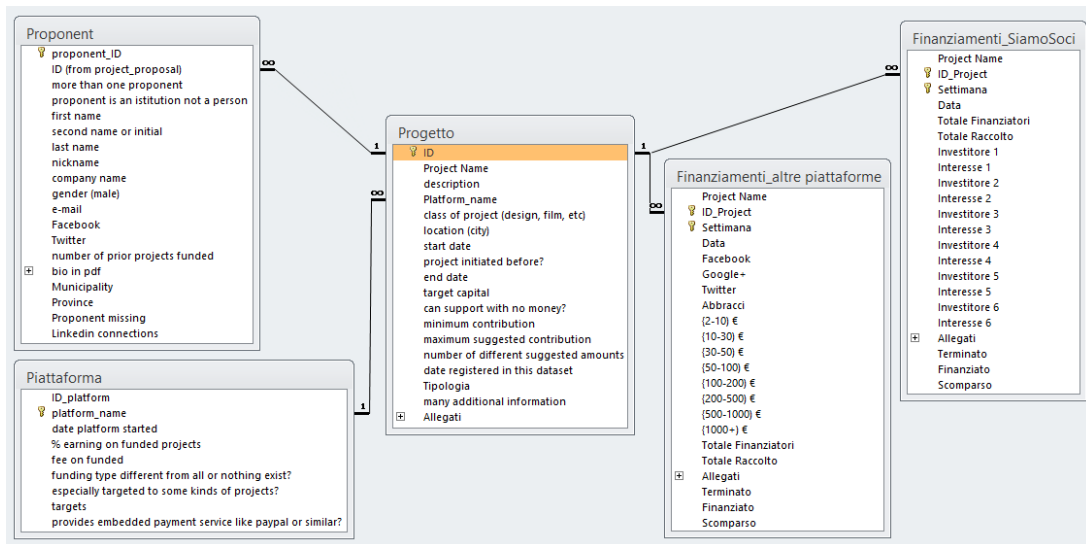 Proponent
proponent_ID
ID (from project_proposal)
more than one proponent
proponent is an istitution not a person
first name
second name or initial
last name
nickname
company name
gender (male)
e-mail
Facebook
Twitter
number of prior projects funded
bio in pdf
Municipality
Province
Proponent missing
Linkedin connections
∞
1
∞
1
Piattaforma
ID_platform
platform_name
date platform started
% earning on funded projects
fee on funded
funding type different from all or nothing exist?
especially targeted to some kinds of projects?
targets
provides embedded payment service like paypal or similar?
Progetto
ID
Project Name
description
Platform_name
class of project (design, film, etc)
location (city)
start date
project initiated before?
end date
target capital
can support with no money?
minimum contribution
maximum suggested contribution
number of different suggested amounts
date registered in this dataset
Tipologia
many additional information
Allegati
1
∞
∞
Finanziamenti_altre piattaforme
Project Name
ID_Project
Settimana
Data
Facebook
Google+
Twitter
Abbracci
{2-10) €
{10-30) €
{30-50) €
{50-100) €
{100-200) €
{200-500) €
{500-1000) €
{1000+) €
Totale Finanziatori
Totale Raccolto
Allegati
Terminato
Finanziato
Scomparso
Finanziamenti_SiamoSoci
Project Name
ID_Project
Settimana
Data
Totale Finanziatori
Totale Raccolto
Investitore 1
Interesse 1
Investitore 2
Interesse 2
Investitore 3
Interesse 3
Investitore 4
Interesse 4
Investitore 5
Interesse 5
Investitore 6
Interesse 6
Allegati
Terminato
Finanziato
Scomparso